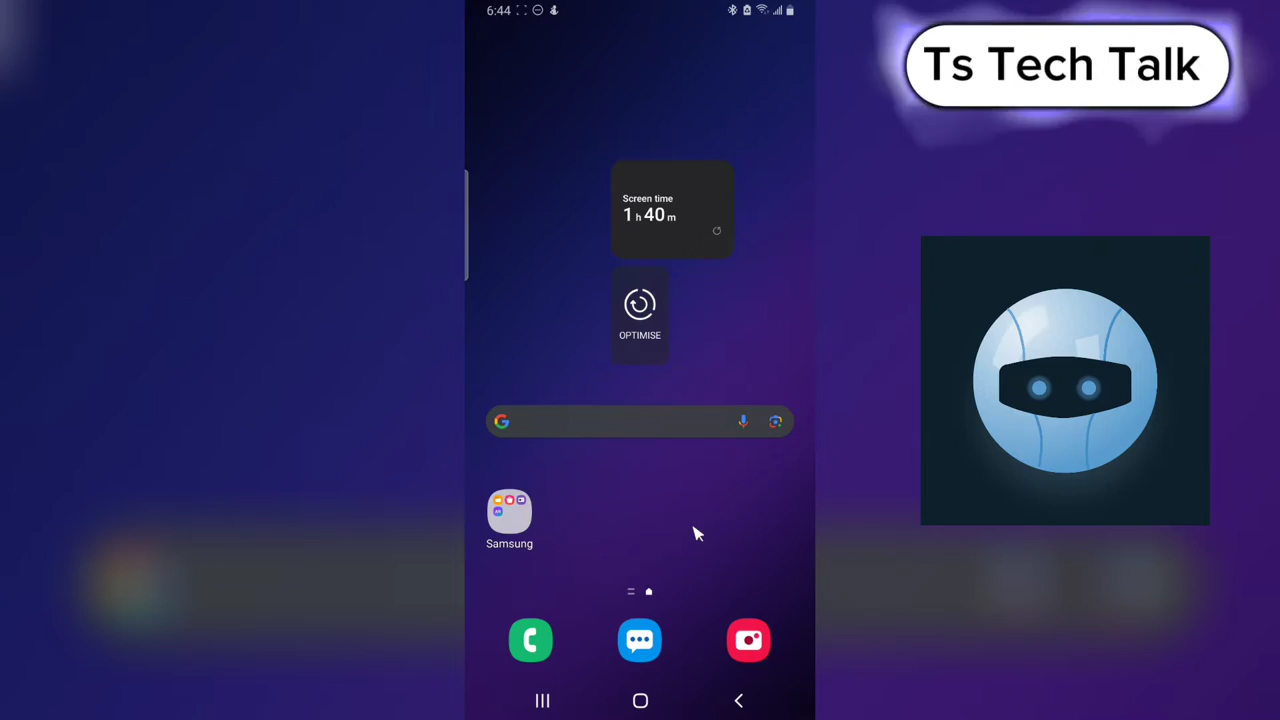 6:44
Ts Tech Talk
Screen time
1 h 40 m
OPTIMISE
Samsung